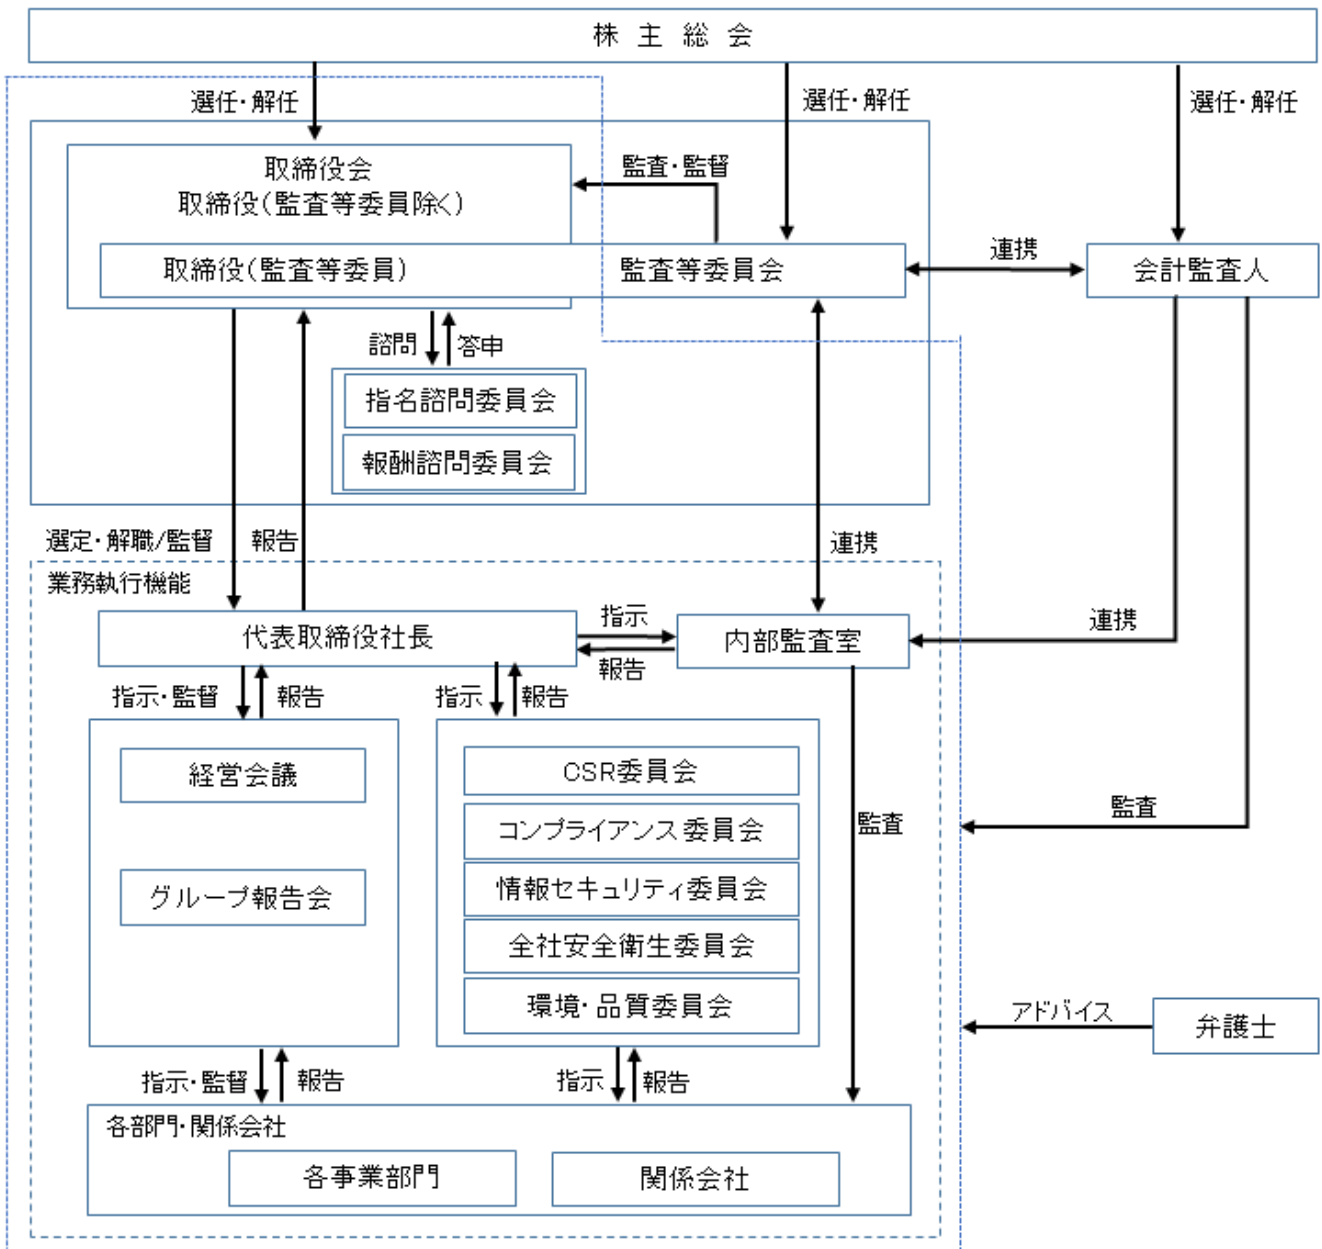 株主総会
選任・解任
選任・解任
選任・解任
取締役会
取締役(監査等委員除く)
監査・監督
取締役(監査等委員)
監査等委員会
連携
会計監査人
諮問
答申
指名諮問委員会
報酬諮問委員会
選定・解職/監督
報告
連携
業務執行機能
代表取締役社長
指示
報告
内部監査室
連携
指示・監督
報告
指示
報告
経営会議
グループ報告会
CSR委員会
コンプライアンス委員会
情報セキュリティ委員会
全社安全衛生委員会
環境・品質委員会
監査
監査
アドバイス
弁護士
指示・監督
報告
指示
報告
各部門・関係会社
各事業部門
関係会社